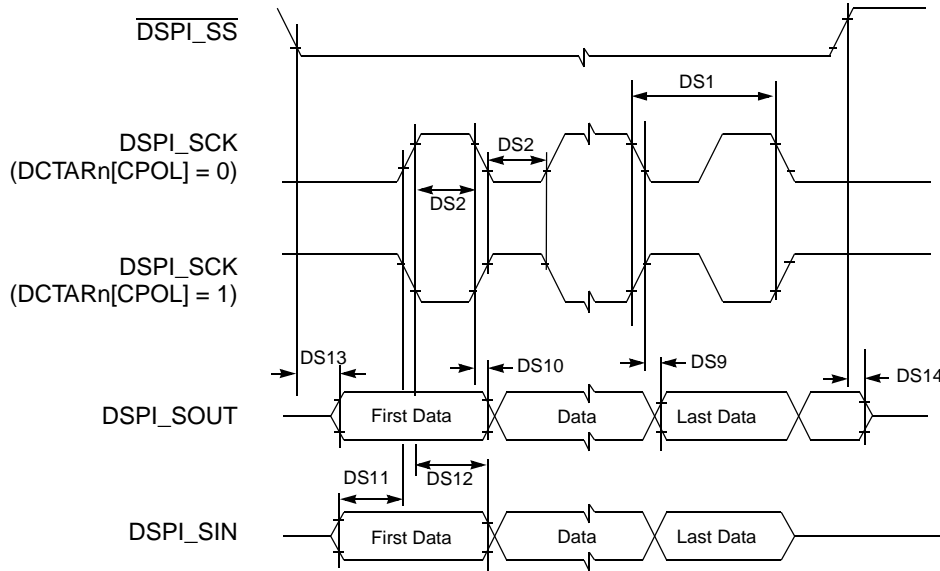 DSPI_SS
DS1
DSPI_SCK
(DCTARn[CPOL] = 0)
DS2
DS2
DSPI_SCK
(DCTARn[CPOL] = 1)
DS13
DS10
DS9
DS14
DSPI_SOUT
First Data
Data
Last Data
DS11
DS12
DSPI_SIN
First Data
Data
Last Data